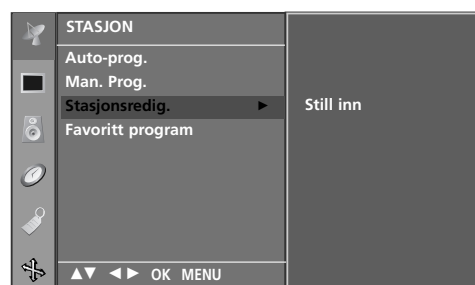 STASJON
Auto-prog.
Man. Prog.
Stasjonsredig. ►
Still inn
Favoritt program
▲▼ ◄► OK MENU